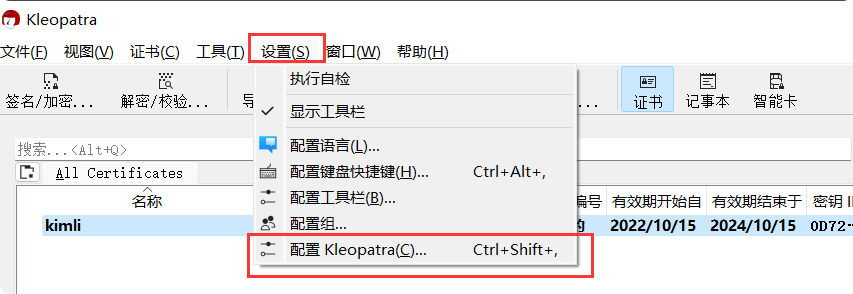 Kleopatra
文件(F) 视图(V) 证书(C) 工具(T) 设置(S) 窗口(W) 帮助(H)
执行自检
签名/加密... 解密/校验... 证书 记事本 智能卡
显示工具栏
搜索...<Alt+Q>
配置语言(L)...
All Certificates
配置键盘快捷键(H)... Ctrl+Alt+,
名称 配置工具栏(B)... 编号 有效期开始自 有效期结束于 密钥 I
kimli 配置组... 的 2022/10/15 2024/10/15 0D72
配置 Kleopatra(C)... Ctrl+Shift+,